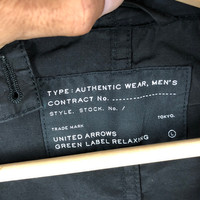 TYPE: AUTHENTIC WEAR, MEN'S
CONTRACT No. ....................
STYLE, STOCK. No. /
TRADE MARK TOKYO.
UNITED ARROWS
GREEN LABEL RELAXING L